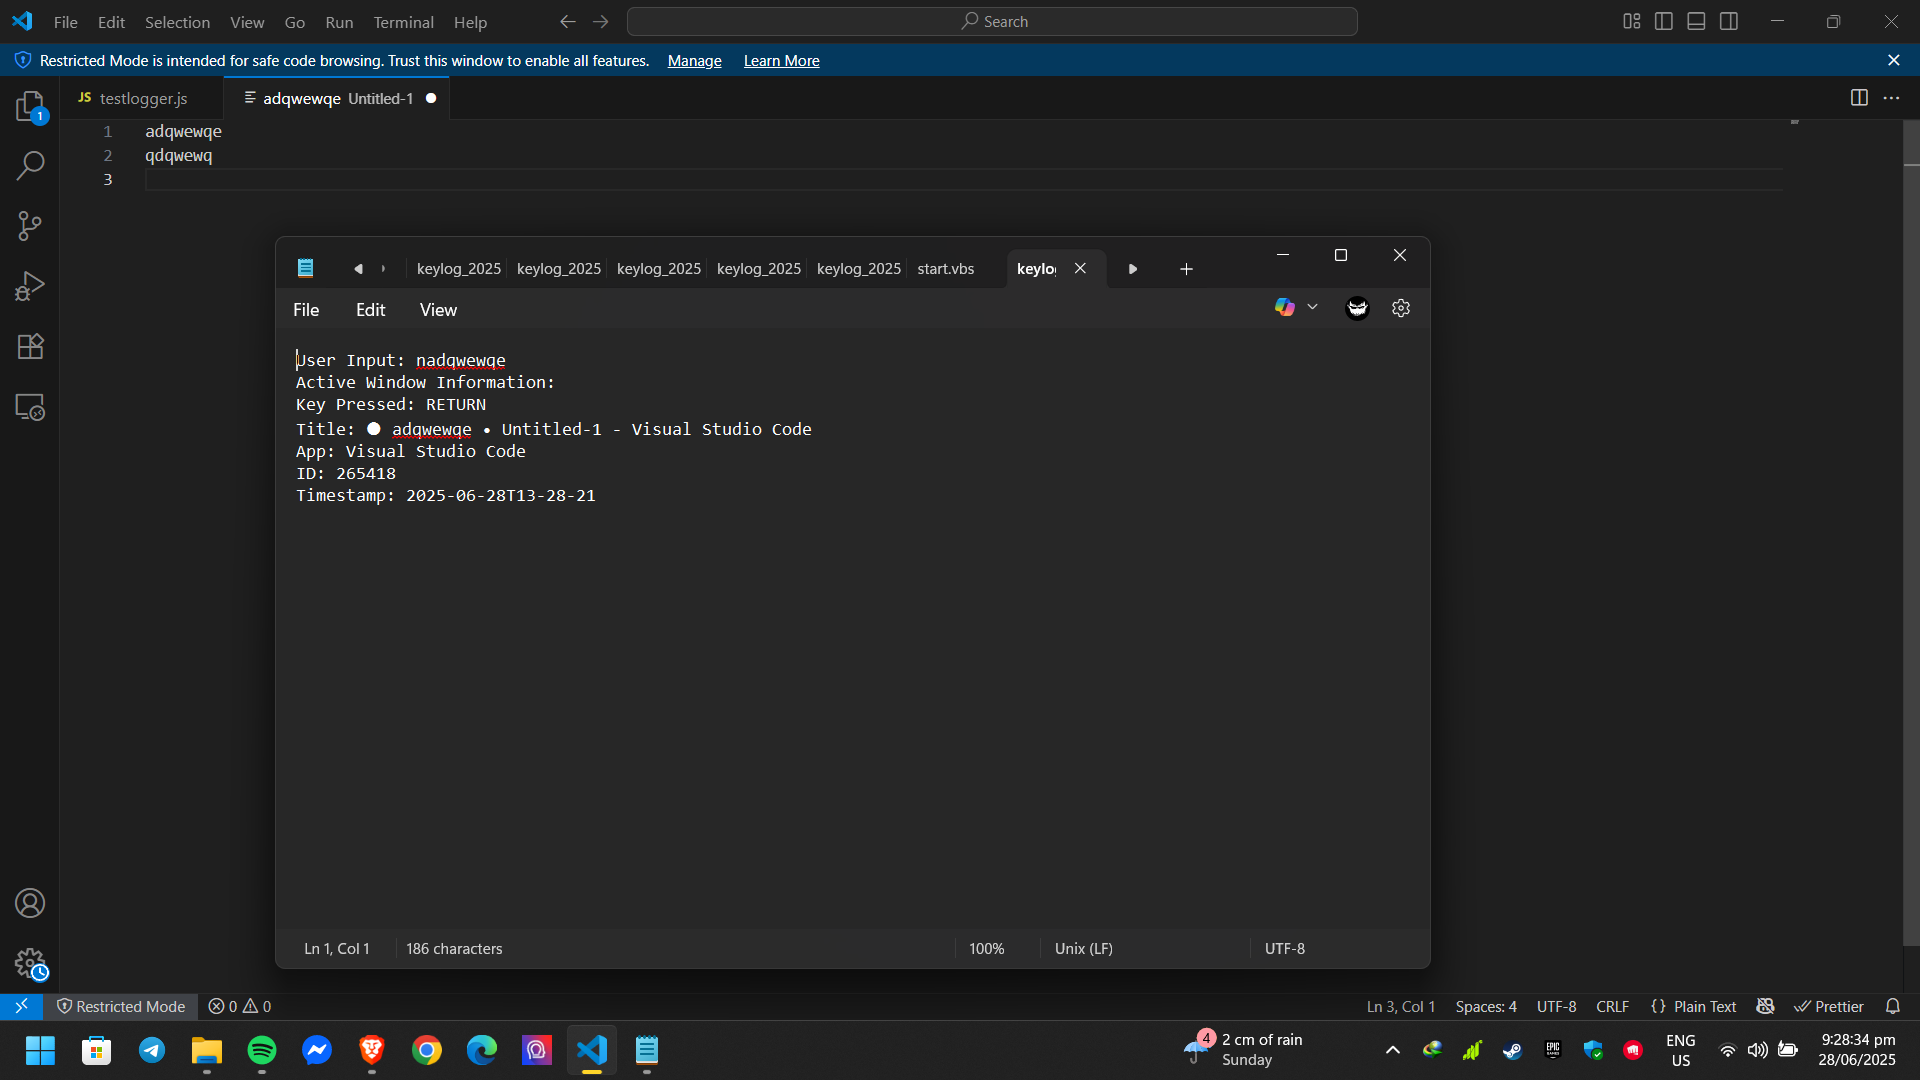 File Edit Selection View Go Run Terminal Help Search
Restricted Mode is intended for safe code browsing. Trust this window to enable all features. Manage Learn More
1 JS testlogger.js adqwewqe Untitled-1
1 adqwewqe
2 qdqwewq
3
keylog_2025 keylog_2025 keylog_2025 keylog_2025 keylog_2025 start.vbs keylo
File Edit View
User Input: nadqwewqe
Active Window Information:
Key Pressed: RETURN
Title: ● adqwewqe • Untitled-1 - Visual Studio Code
App: Visual Studio Code
ID: 265418
Timestamp: 2025-06-28T13-28-21
Ln 1, Col 1 186 characters 100% Unix (LF) UTF-8
Restricted Mode 0 0 Ln 3, Col 1 Spaces: 4 UTF-8 CRLF {} Plain Text Prettier
4 2 cm of rain ENG 9:28:34 pm
Sunday EPIC GAMES US 28/06/2025